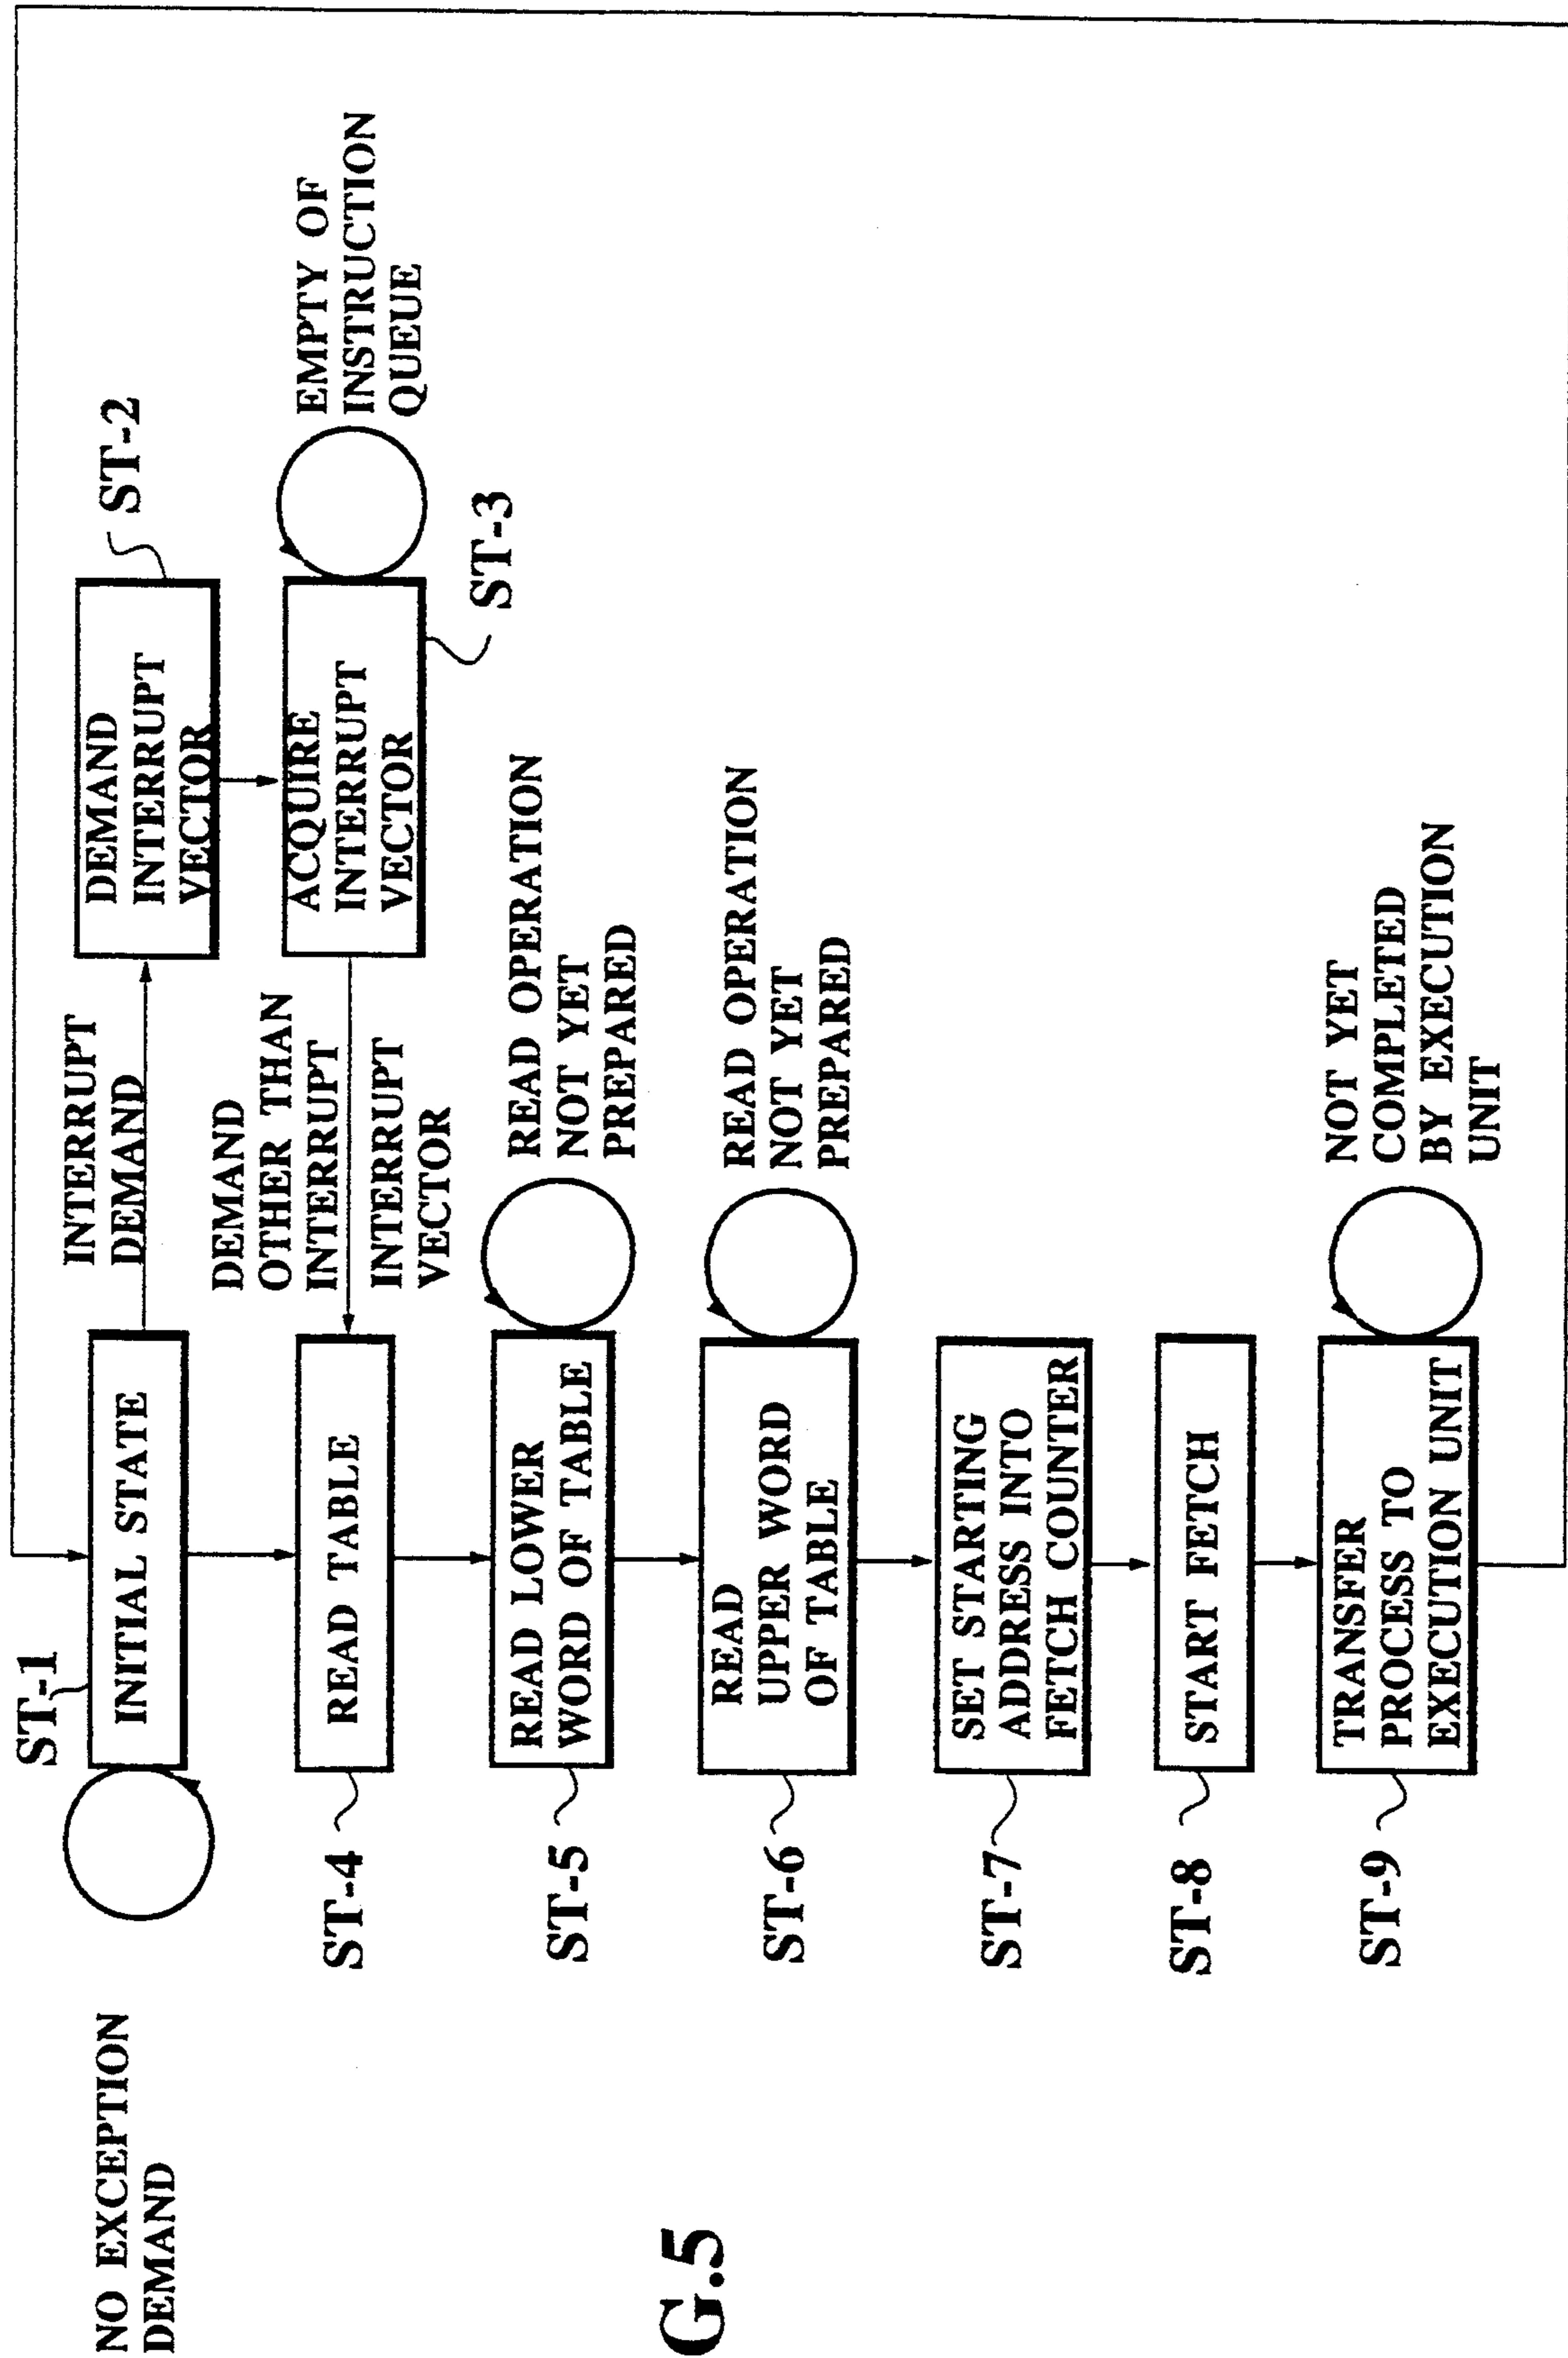 NO EXCEPTION
DEMAND
ST-1
INITIAL STATE
INTERRUPT
DEMAND
DEMAND
INTERRUPT
VECTOR
ST-2
DEMAND
OTHER THAN
INTERRUPT
INTERRUPT
VECTOR
ACQUIRE
INTERRUPT
VECTOR
ST-3
EMPTY OF
INSTRUCTION
QUEUE
ST-4
READ TABLE
ST-5
READ LOWER
WORD OF TABLE
READ OPERATION
NOT YET
PREPARED
ST-6
READ
UPPER WORD
OF TABLE
READ OPERATION
NOT YET
PREPARED
ST-7
SET STARTING
ADDRESS INTO
FETCH COUNTER
ST-8
START FETCH
ST-9
TRANSFER
PROCESS TO
EXECUTION UNIT
NOT YET
COMPLETED
BY EXECUTION
UNIT
G.5